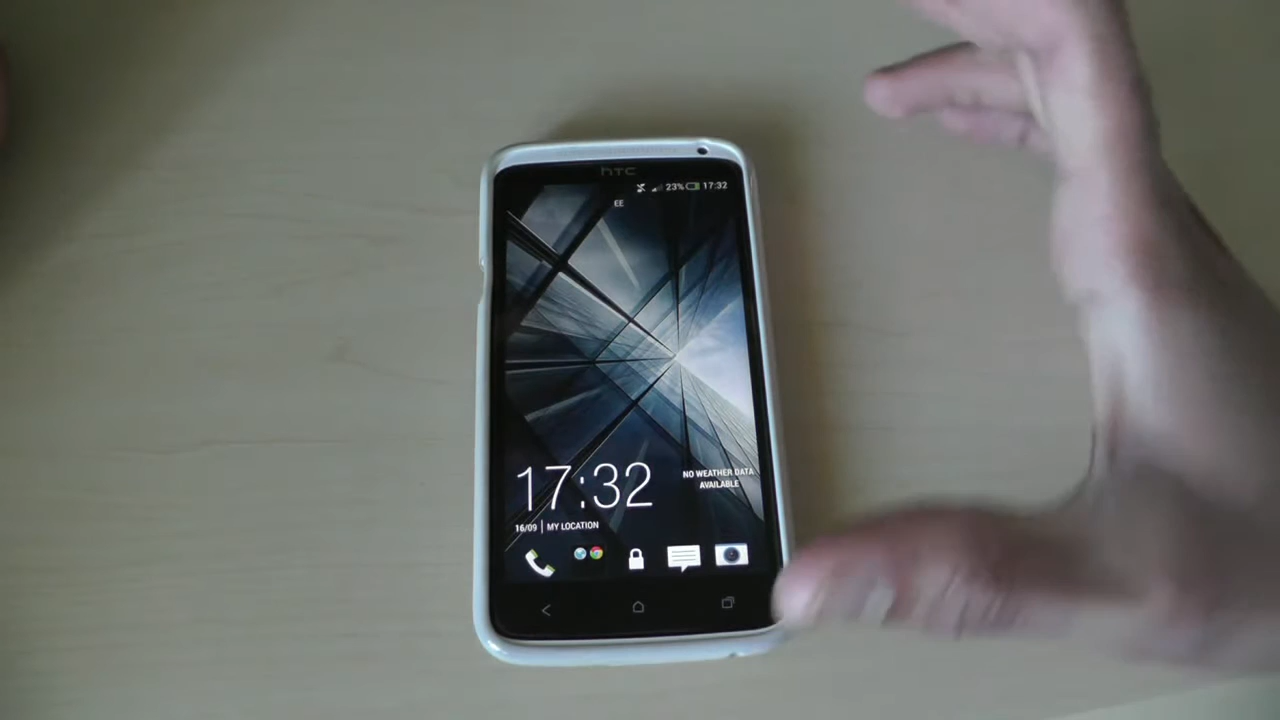 hTC
23% 17:32
EE
17:32
NO WEATHER DATA
AVAILABLE
16/09 | MY LOCATION